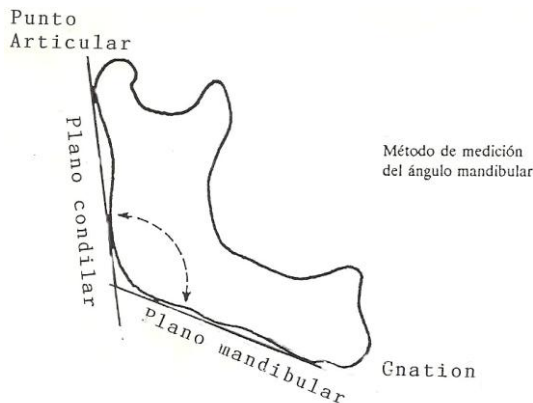 Punto
Articular
Método de medición
del ángulo mandibular
Plano condilar
Plano mandibular
Gnation